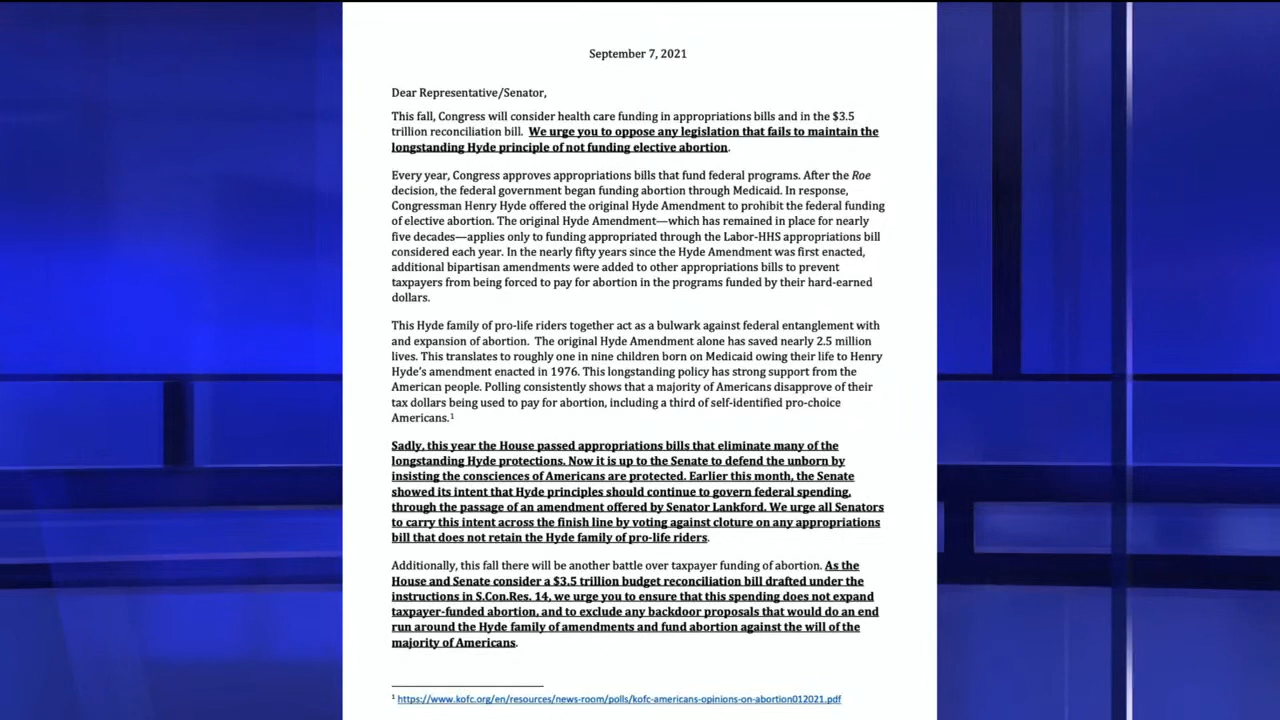 September 7, 2021
Dear Representative/Senator,
This fall, Congress will consider health care funding in appropriations bills and in the $3.5
trillion reconciliation bill. We urge you to oppose any legislation that fails to maintain the
longstanding Hyde principle of not funding elective abortion.
Every year, Congress approves appropriations bills that fund federal programs. After the Roe
decision, the federal government began funding abortion through Medicaid. In response,
Congressman Henry Hyde offered the original Hyde Amendment to prohibit the federal funding
of elective abortion. The original Hyde Amendment—which has remained in place for nearly
five decades—applies only to funding appropriated through the Labor-HHS appropriations bill
considered each year. In the nearly fifty years since the Hyde Amendment was first enacted,
additional bipartisan amendments were added to other appropriations bills to prevent
taxpayers from being forced to pay for abortion in the programs funded by their hard-earned
dollars.
This Hyde family of pro-life riders together act as a bulwark against federal entanglement with
and expansion of abortion. The original Hyde Amendment alone has saved nearly 2.5 million
lives. This translates to roughly one in nine children born on Medicaid owing their life to Henry
Hyde's amendment enacted in 1976. This longstanding policy has strong support from the
American people. Polling consistently shows that a majority of Americans disapprove of their
tax dollars being used to pay for abortion, including a third of self-identified pro-choice
Americans.¹
Sadly, this year the House passed appropriations bills that eliminate many of the
longstanding Hyde protections. Now it is up to the Senate to defend the unborn by
insisting the consciences of Americans are protected. Earlier this month, the Senate
showed its intent that Hyde principles should continue to govern federal spending,
through the passage of an amendment offered by Senator Lankford. We urge all Senators
to carry this intent across the finish line by voting against cloture on any appropriations
bill that does not retain the Hyde family of pro-life riders.
Additionally, this fall there will be another battle over taxpayer funding of abortion. As the
House and Senate consider a $3.5 trillion budget reconciliation bill drafted under the
instructions in S.Con.Res. 14, we urge you to ensure that this spending does not expand
taxpayer-funded abortion, and to exclude any backdoor proposals that would do an end
run around the Hyde family of amendments and fund abortion against the will of the
majority of Americans.
¹ https://www.kofc.org/en/resources/news-room/polls/kofc-americans-opinions-on-abortion012021.pdf